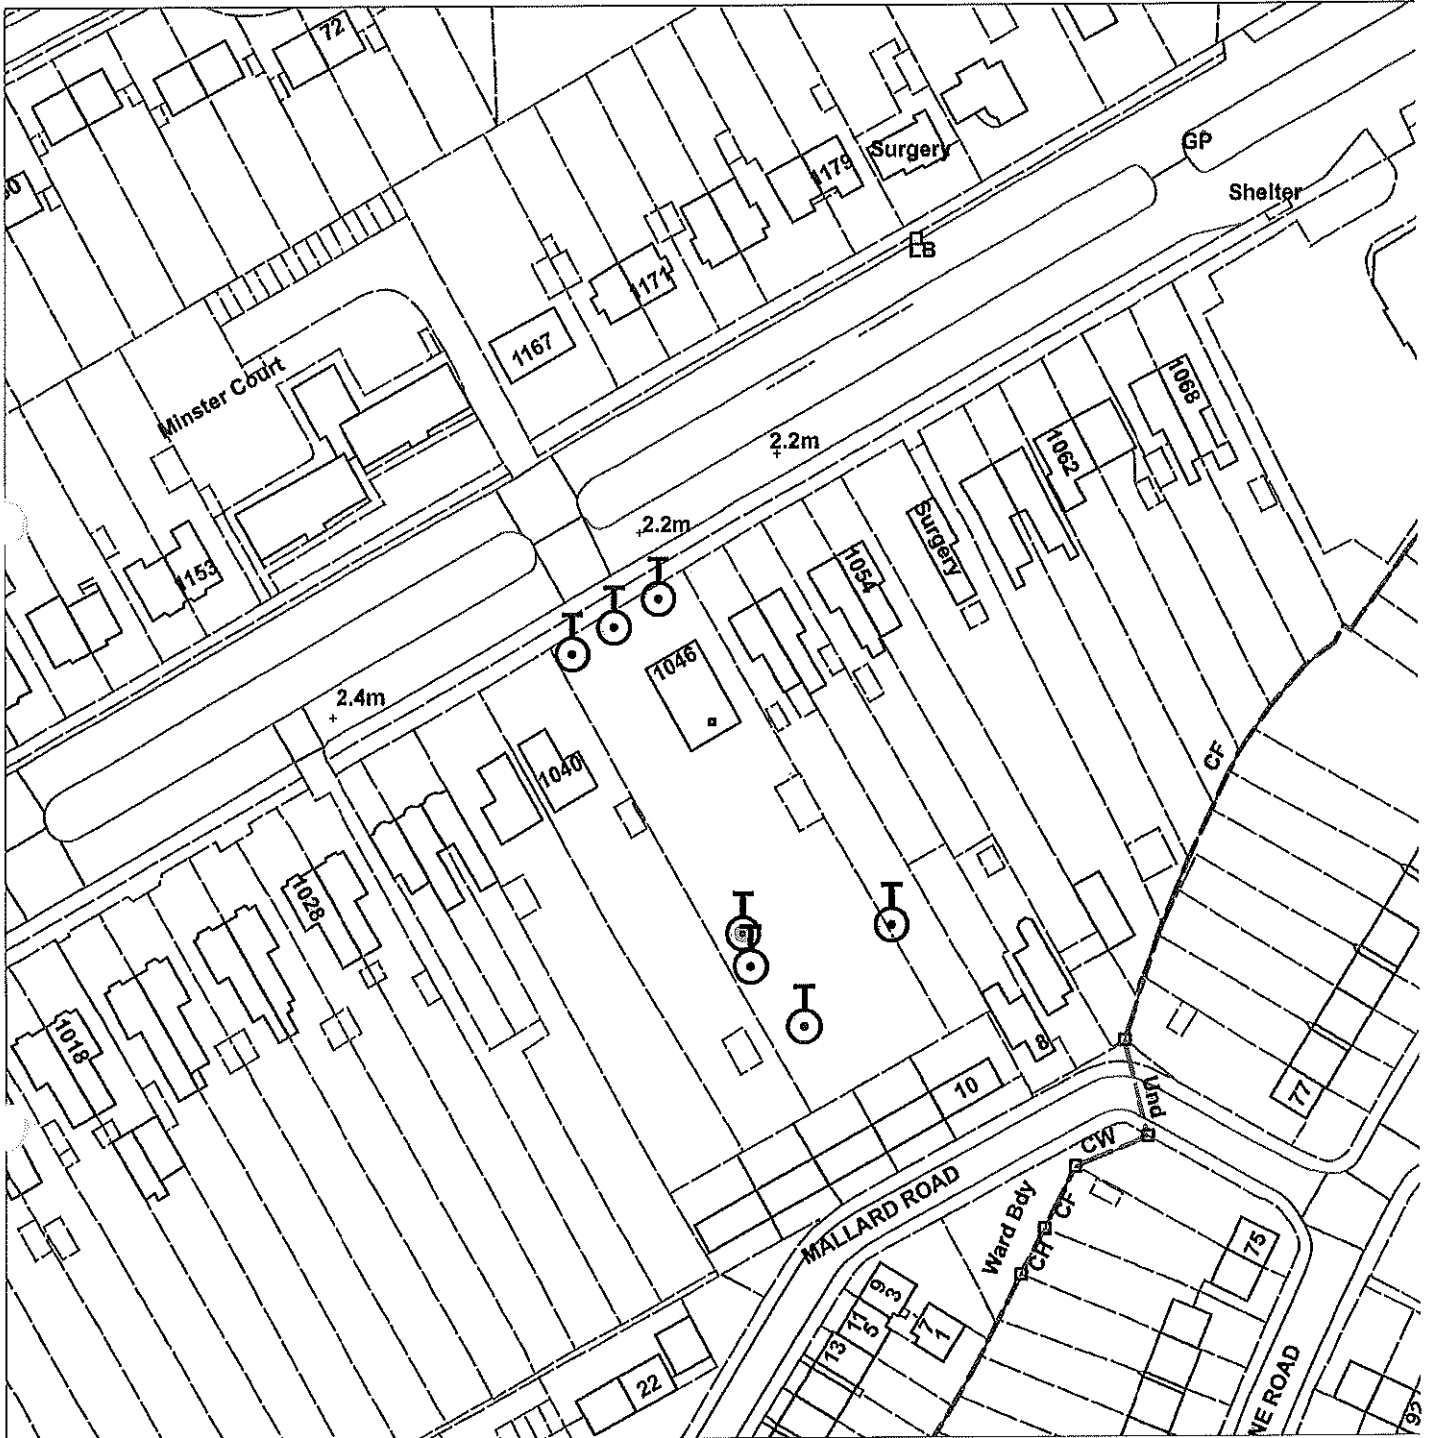 72
GP
Surgery
1179
Shelter
LB
1171
1167
Minster Court
1068
2.2m
1062
2.2m
Surgery
1153
1054
T
T
T
1046
2.4m
CF
1040
1028
T
T
T
T
1018
8
10
Und
77
CW
MALLARD ROAD
CF
Ward Bdy
CH
75
9
3
11
5
7
1
13
22
NE ROAD